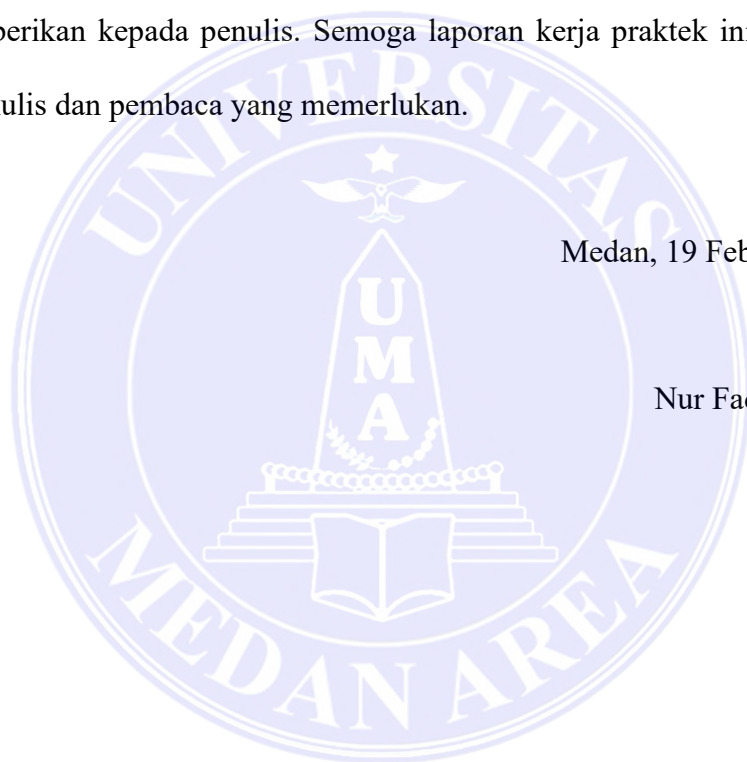 berikan kepada penulis. Semoga laporan kerja praktek ini
ulis dan pembaca yang memerlukan.
UNIVERSITAS
Medan, 19 Feb
UMA
Nur Fa
MEDAN AREA